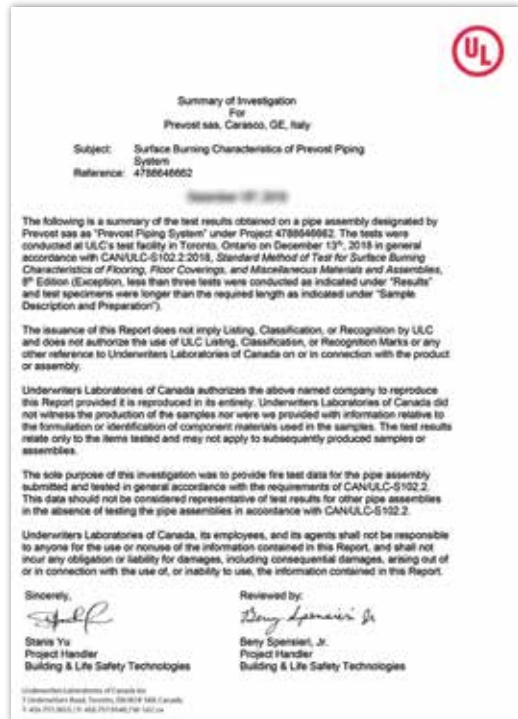 UL
Summary of Investigation
For
Prevost sas, Carasco, GE, Italy
Subject: Surface Burning Characteristics of Prevost Piping
System
Reference: 4788646662
The following is a summary of the test results obtained on a pipe assembly designated by
Prevost sas as "Prevost Piping System" under Project 4788646662. The tests were
conducted at ULC's test facility in Toronto, Ontario on December 13th, 2018 in general
accordance with CAN/ULC-S102.2:2018, Standard Method of Test for Surface Burning
Characteristics of Flooring, Floor Coverings, and Miscellaneous Materials and Assemblies,
8th Edition (Exception, less than three tests were conducted as indicated under "Results"
and test specimens were longer than the required length as indicated under "Sample
Description and Preparation").
The issuance of this Report does not imply Listing, Classification, or Recognition by ULC
and does not authorize the use of ULC Listing, Classification, or Recognition Marks or any
other reference to Underwriters Laboratories of Canada on or in connection with the product
or assembly.
Underwriters Laboratories of Canada authorizes the above named company to reproduce
this Report provided it is reproduced in its entirety. Underwriters Laboratories of Canada did
not witness the production of the samples nor were we provided with information relative to
the formulation or identification of component materials used in the samples. The test results
relate only to the items tested and may not apply to subsequently produced samples or
assemblies.
The sole purpose of this investigation was to provide fire test data for the pipe assembly
submitted and tested in general accordance with the requirements of CAN/ULC-S102.2.
This data should not be considered representative of test results for other pipe assemblies
in the absence of testing the pipe assemblies in accordance with CAN/ULC-S102.2.
Underwriters Laboratories of Canada, its employees, and its agents shall not be responsible
to anyone for the use or nonuse of the information contained in this Report, and shall not
incur any obligation or liability for damages, including consequential damages, arising out of
or in connection with the use of, or inability to use, the information contained in this Report.
Sincerely, Reviewed by:
Beny Spensieri Jr
Stanis Yu Beny Spensieri, Jr.
Project Handler Project Handler
Building & Life Safety Technologies Building & Life Safety Technologies
Underwriters Laboratories of Canada Inc
7 Underwriters Road, Toronto, Canada